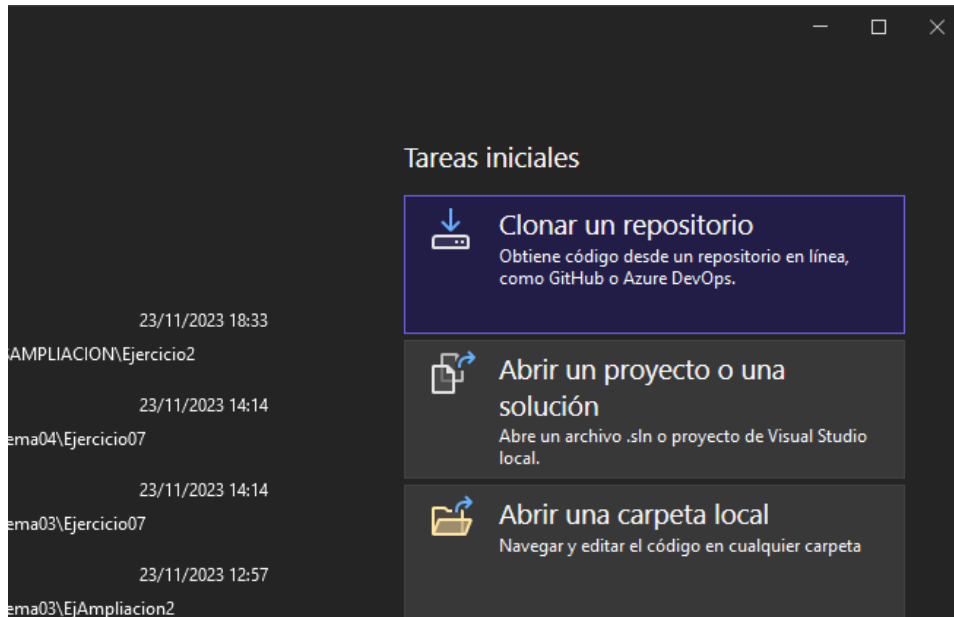 Tareas iniciales
Clonar un repositorio
Obtiene código desde un repositorio en línea,
como GitHub o Azure DevOps.
23/11/2023 18:33
AMPLIACION\Ejercicio2
Abrir un proyecto o una
solución
Abre un archivo .sln o proyecto de Visual Studio
local.
23/11/2023 14:14
ema04\Ejercicio07
23/11/2023 14:14
ema03\Ejercicio07
Abrir una carpeta local
Navegar y editar el código en cualquier carpeta
23/11/2023 12:57
ema03\EjAmpliacion2